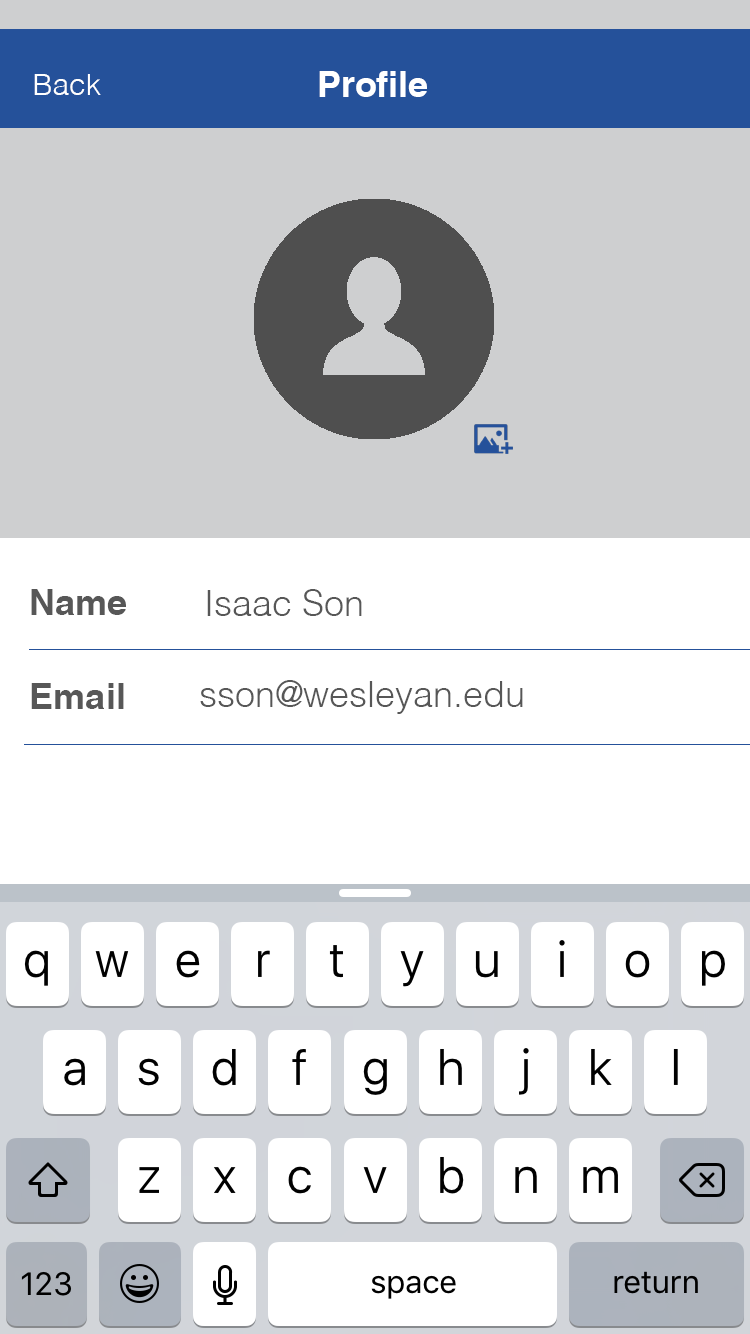 Back Profile
Name Isaac Son
Email sson@wesleyan.edu
q w e r t y u i o p
a s d f g h j k l
z x c v b n m
123 space return